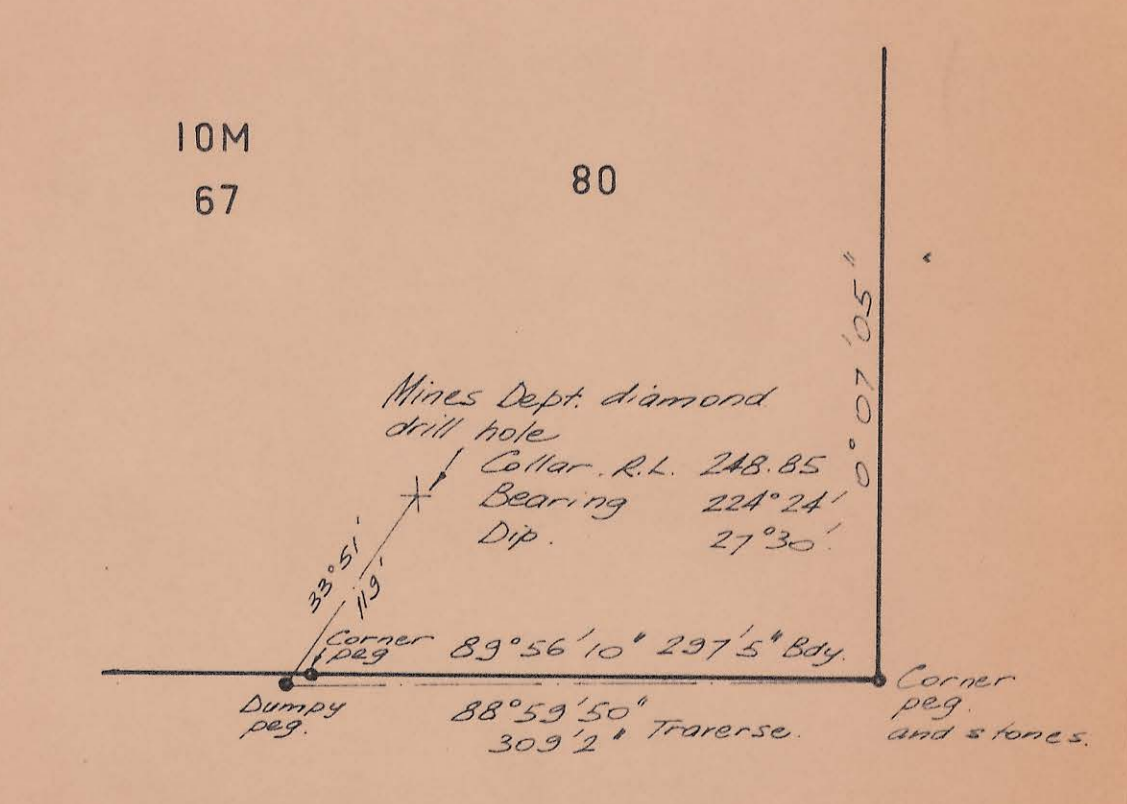 10M
67
80
0°07'05"
Mines Dept. diamond
drill hole
Collar. R.L. 248.85
Bearing 224°24'
Dip. 27°30'.
33°51'
119'
Corner
peg
89°56'10" 297'5" Bdy.
Dumpy
peg.
88°59'50"
309'2" Traverse.
Corner
peg.
and stones.